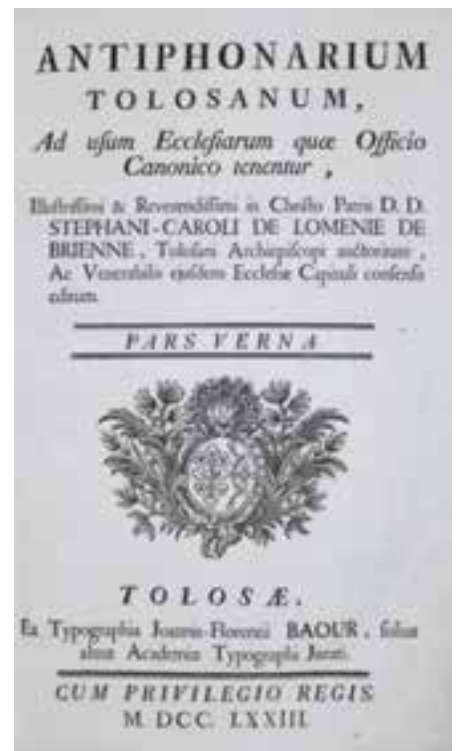 ANTIPHONARIUM
TOLOSANUM,
Ad usum Ecclesiarum quæ Officio
Canonico tenentur,
Illustrissimi & Reverendissimi in Christo Patris D. D.
STEPHANI-CAROLI DE LOMENIE DE
BRIENNE, Tolosani Archiepiscopi auctoritate,
Ac Venerabilis ejusdem Ecclesiæ Capituli consensu
editum.
PARS VERNA
TOLOSÆ,
Ex Typographia Joannis-Florentii BAOUR, solius
Academiæ Typographi Jurati.
CUM PRIVILEGIO REGIS
M. DCC. LXXIII.